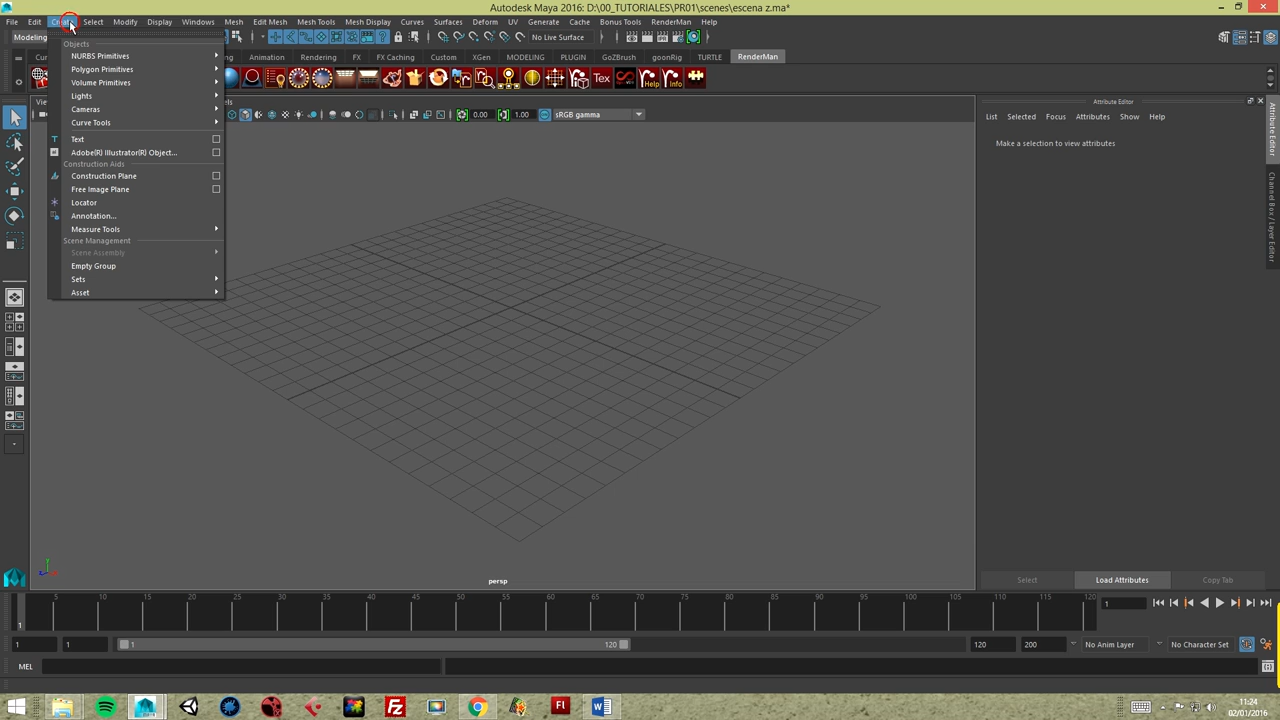 Autodesk Maya 2016: D:\00_TUTORIALES\PR01\scenes\escena z.ma*
File Edit Create Select Modify Display Windows Mesh Edit Mesh Mesh Tools Mesh Display Curves Surfaces Deform UV Generate Cache Bonus Tools RenderMan Help
Modeling No Live Surface
Animation Rendering FX FX Caching Custom XGen MODELING PLUGIN goonRig GoZBrush TURTLE RenderMan
Tex Help Info
0.00 1.00 sRGB gamma
Objects
NURBS Primitives
Polygon Primitives
Volume Primitives
Lights
Cameras
Curve Tools
Text
Adobe(R) Illustrator(R) Object...
Construction Aids
Construction Plane
Free Image Plane
Locator
Annotation...
Measure Tools
Scene Management
Scene Assembly
Empty Group
Sets
Asset
persp
Attribute Editor
List Selected Focus Attributes Show Help
Make a selection to view attributes
Attribute Editor
Channel Box / Layer Editor
Select Load Attributes Copy Tab
5 10 15 20 25 30 35 40 45 50 55 60 65 70 75 80 85 90 95 100 105 110 115 120
1 1
1 1 1 120 120 200 No Anim Layer No Character Set
MEL
11:24
02/01/2016